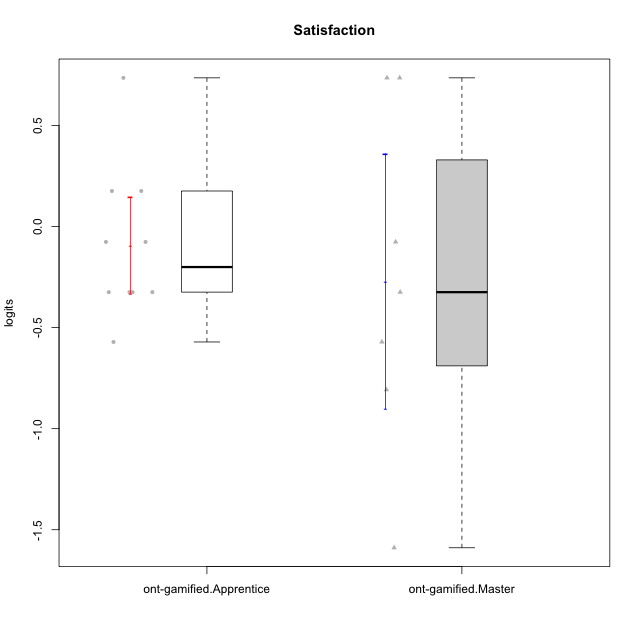 Satisfaction
logits
0.5
0.0
-0.5
-1.0
-1.5
ont-gamified.Apprentice
ont-gamified.Master